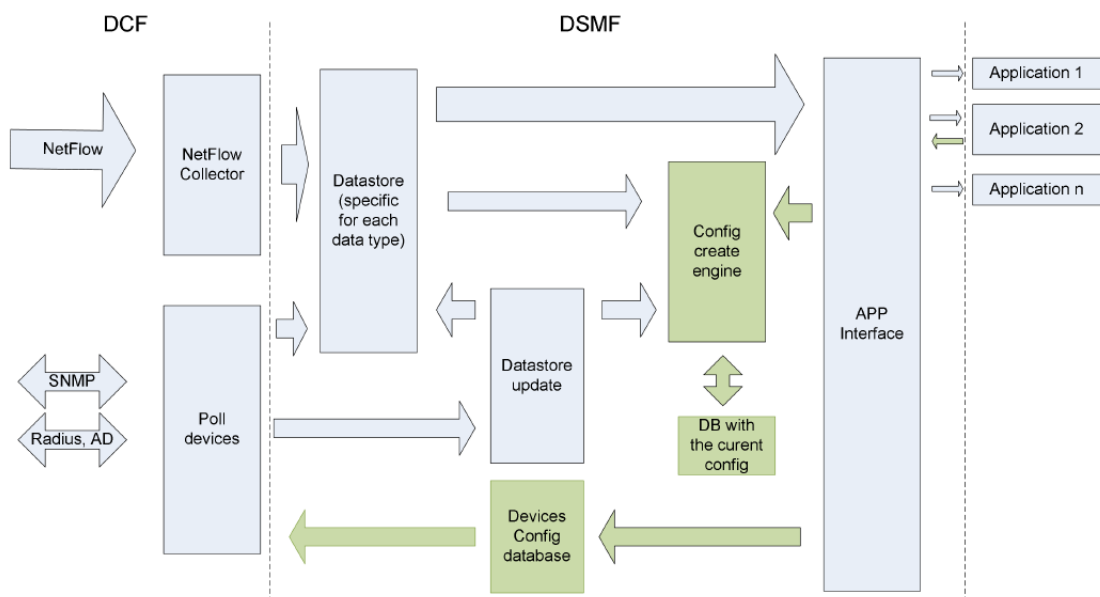 DCF
DSMF
NetFlow
NetFlow
Collector
Datastore
(specific
for each
data type)
Config
create
engine
APP
Interface
Application 1
Application 2
Application n
SNMP
Radius, AD
Poll
devices
Datastore
update
DB with
the curent
config
Devices
Config
database